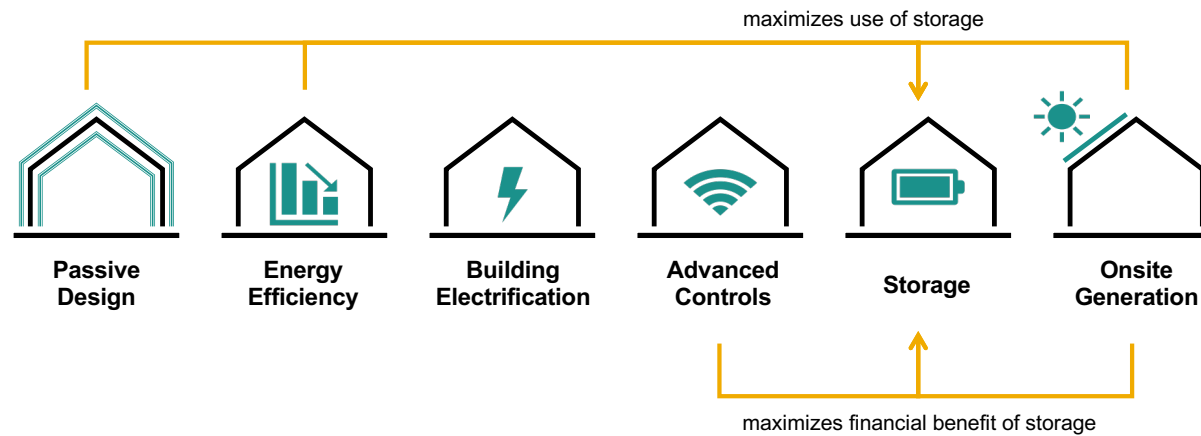 maximizes use of storage
Passive
Design
Energy
Efficiency
Building
Electrification
Advanced
Controls
Storage
Onsite
Generation
maximizes financial benefit of storage